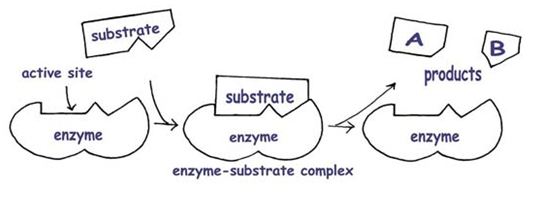 substrate
active site
enzyme
substrate
enzyme
enzyme-substrate complex
A
B
products
enzyme